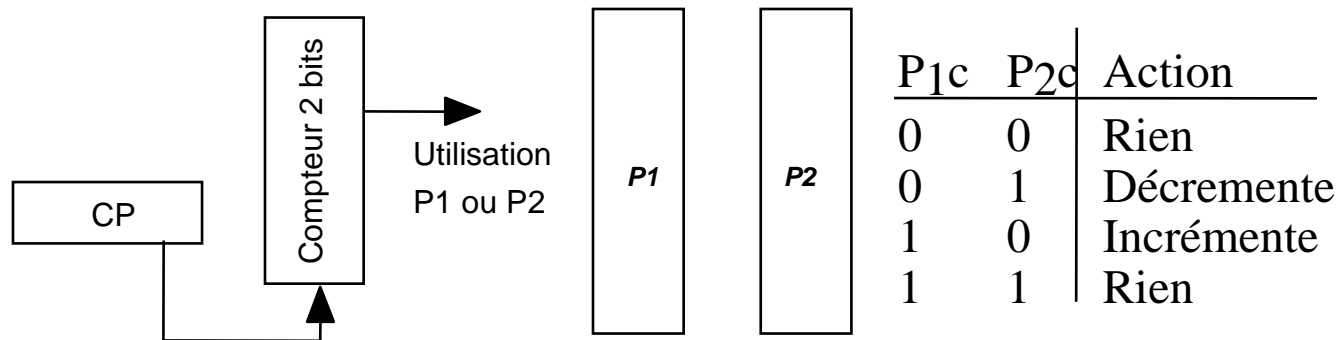 CP
Compteur 2 bits
Utilisation
P1 ou P2
P1
P2
P1c P2c Action
0 0 Rien
0 1 Décremente
1 0 Incrémente
1 1 Rien